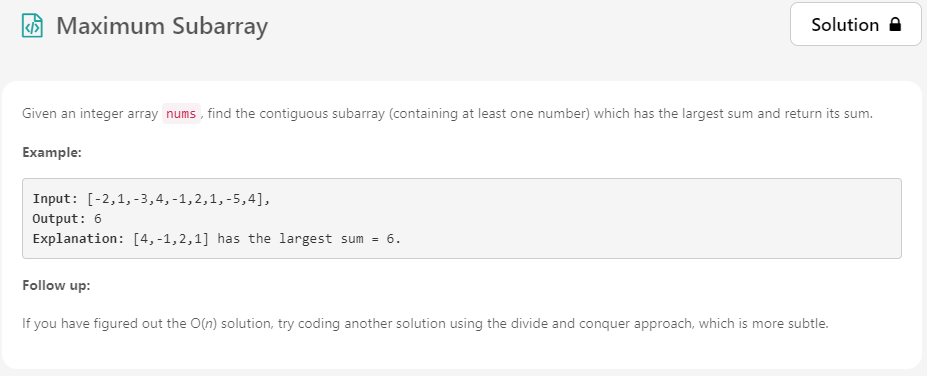 Maximum Subarray
Solution
Given an integer array nums , find the contiguous subarray (containing at least one number) which has the largest sum and return its sum.
Example:
Input: [-2,1,-3,4,-1,2,1,-5,4],
Output: 6
Explanation: [4,-1,2,1] has the largest sum = 6.
Follow up:
If you have figured out the O(n) solution, try coding another solution using the divide and conquer approach, which is more subtle.